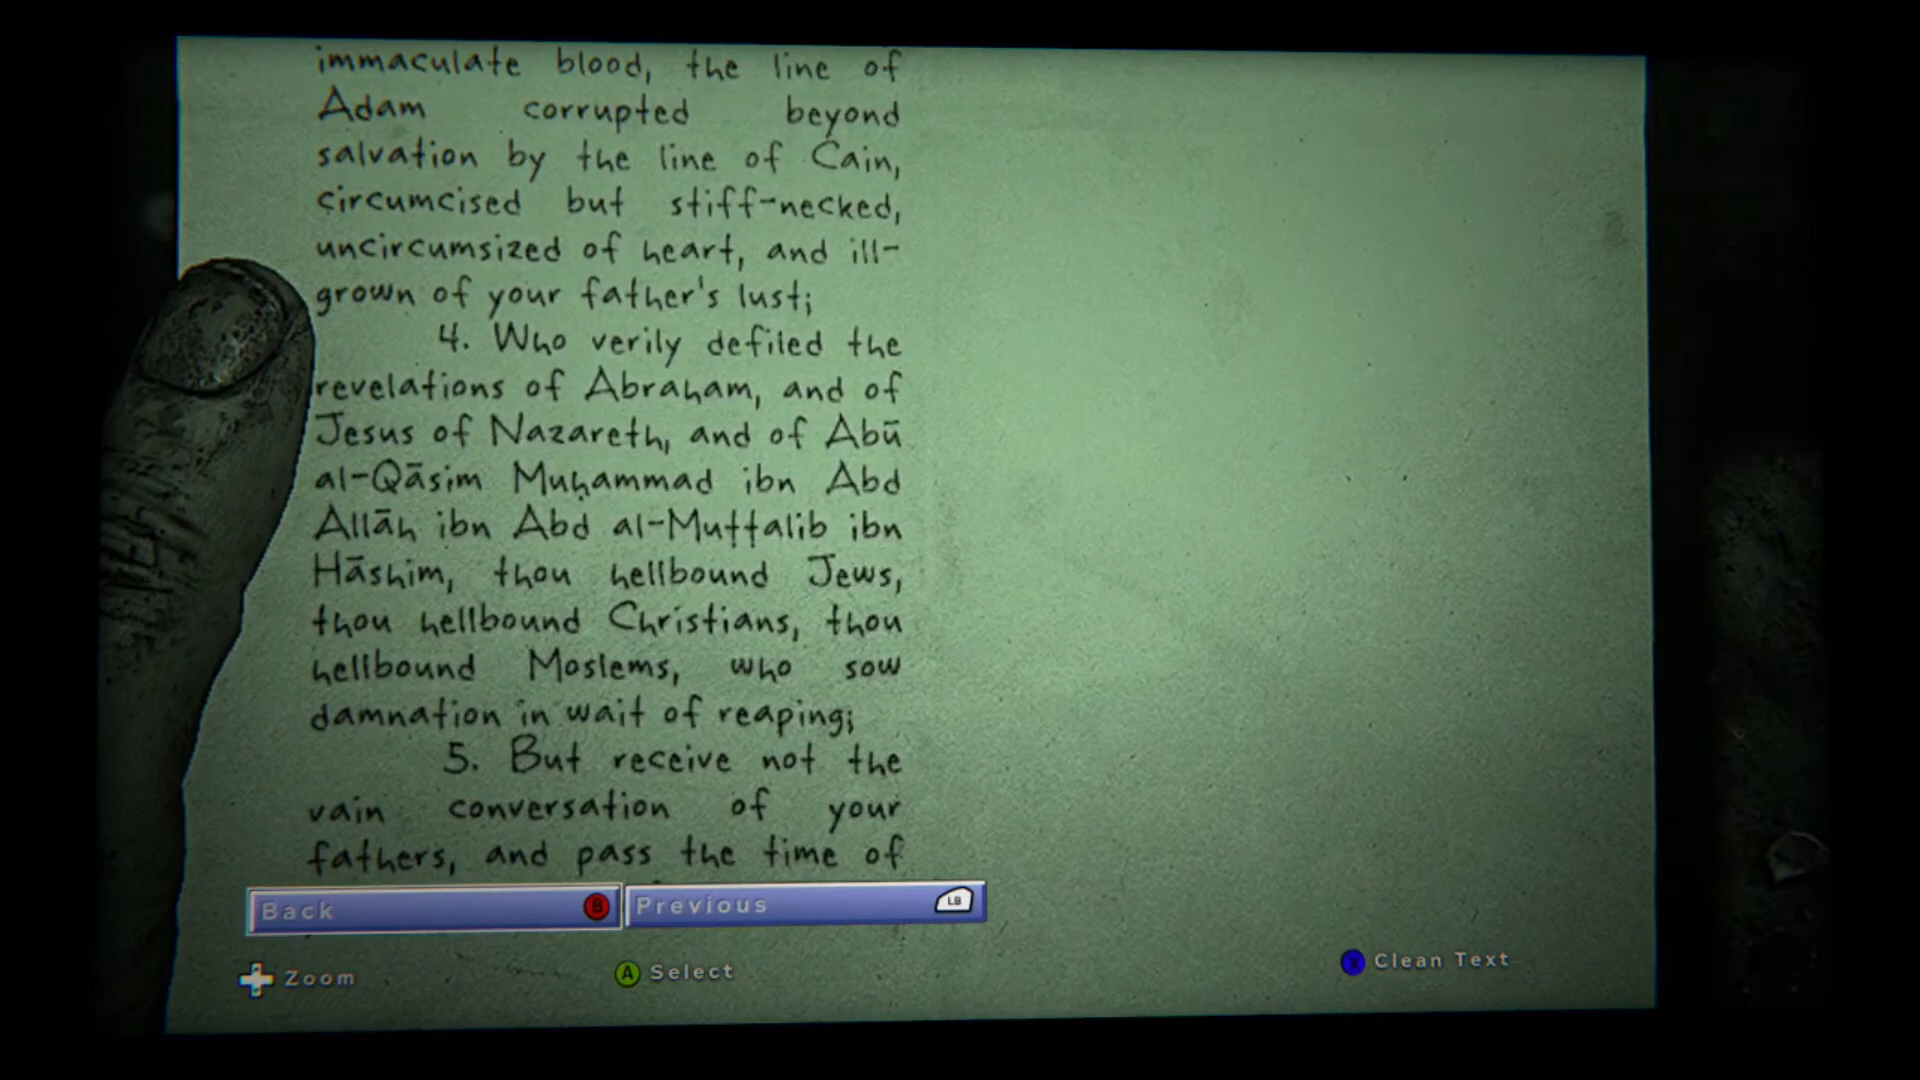 immaculate blood, the line of
Adam corrupted beyond
salvation by the line of Cain,
circumcised but stiff-necked,
uncircumsized of heart, and ill-
grown of your father's lust;
4. Who verily defiled the
revelations of Abraham, and of
Jesus of Nazareth, and of Abū
al-Qāsim Muḥammad ibn Abd
Allāh ibn Abd al-Muttalib ibn
Hāshim, thou hellbound Jews,
thou hellbound Christians, thou
hellbound Moslems, who sow
damnation in wait of reaping;
5. But receive not the
vain conversation of your
fathers, and pass the time of
Back B Previous LB
Zoom A Select X Clean Text